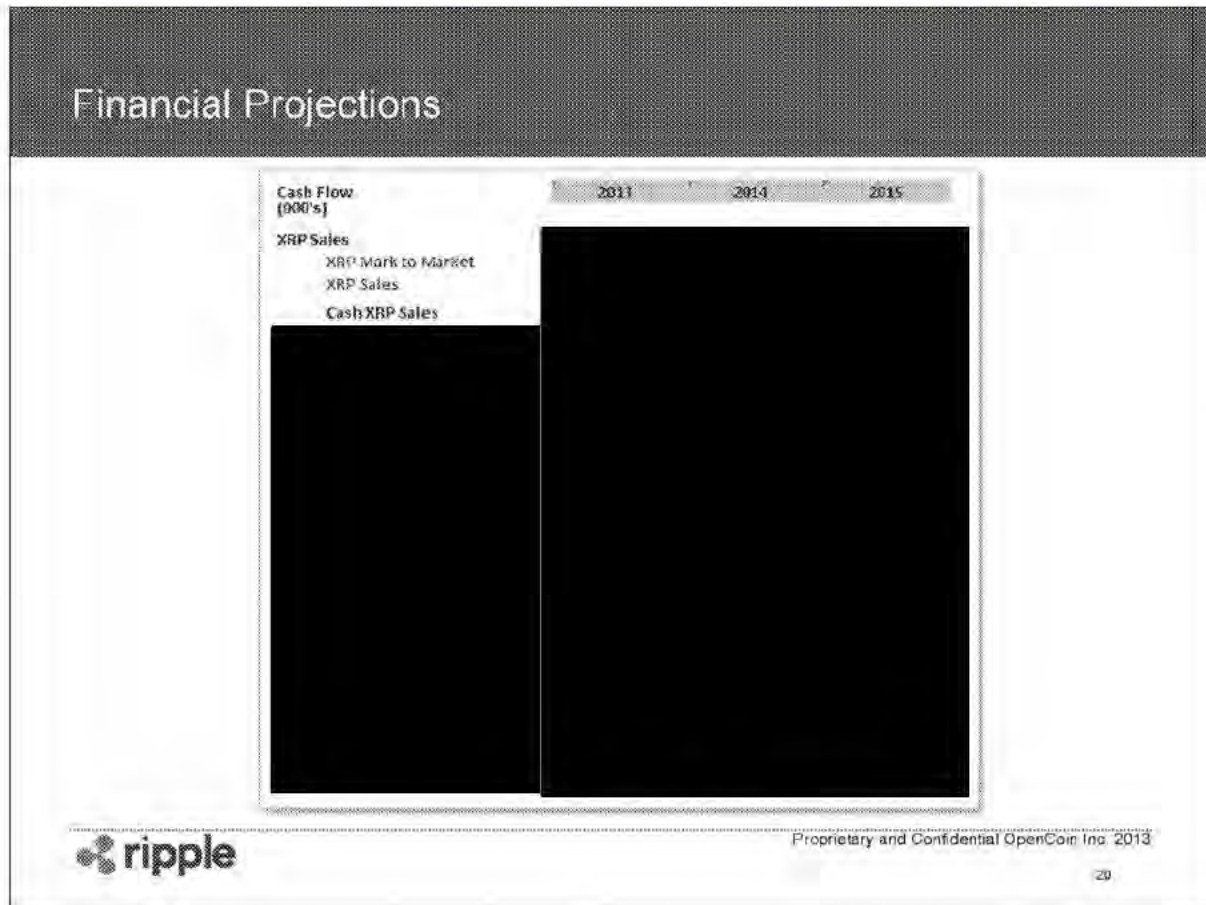 Financial Projections
Cash Flow 2013 2014 2015
(000's)
XRP Sales
XRP Mark to Market
XRP Sales
Cash XRP Sales
ripple
Proprietary and Confidential OpenCoin Inc. 2013
20